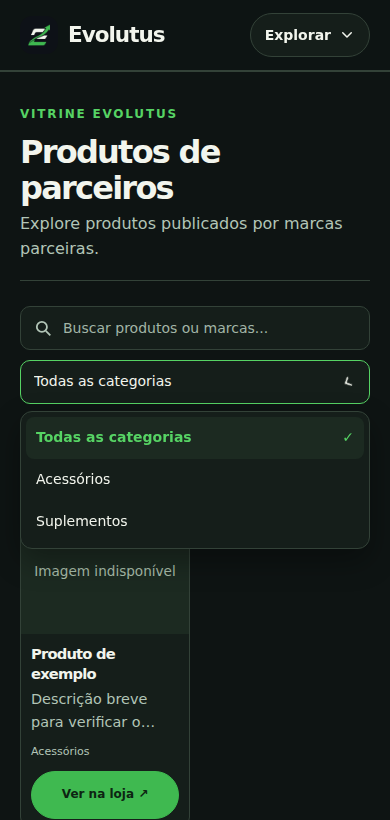 Evolutus
Explorar
VITRINE EVOLUTUS
Produtos de
parceiros
Explore produtos publicados por marcas
parceiras.
Buscar produtos ou marcas...
Todas as categorias
Todas as categorias ✓
Acessórios
Suplementos
Imagem indisponível
Produto de
exemplo
Descrição breve
para verificar o...
Acessórios
Ver na loja ↗